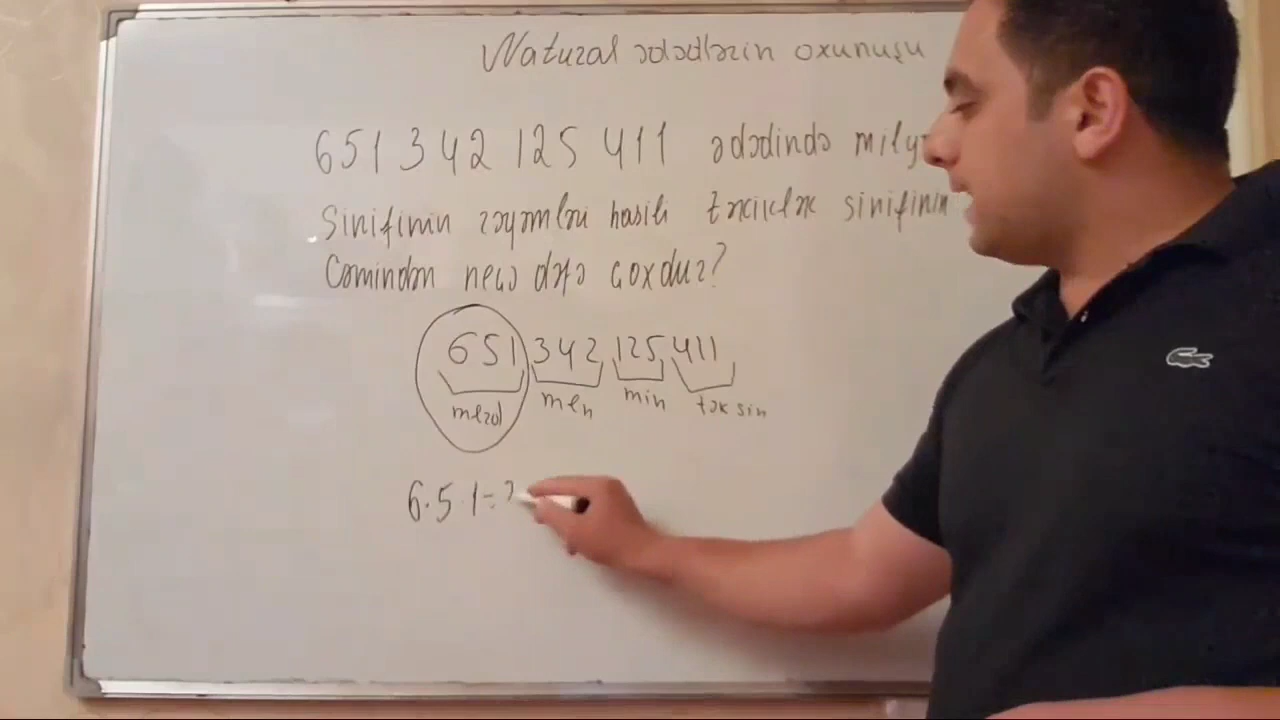 Natural ədədlərin oxunuşu
651 342 125 411 ədədində mily
Sinifinin rəqəmləri hasili təkliklər sinifinin
Cəmindən neçə dəfə çoxdur?
651 342 125 411
mlrd mln min tək sin
6·5·1=